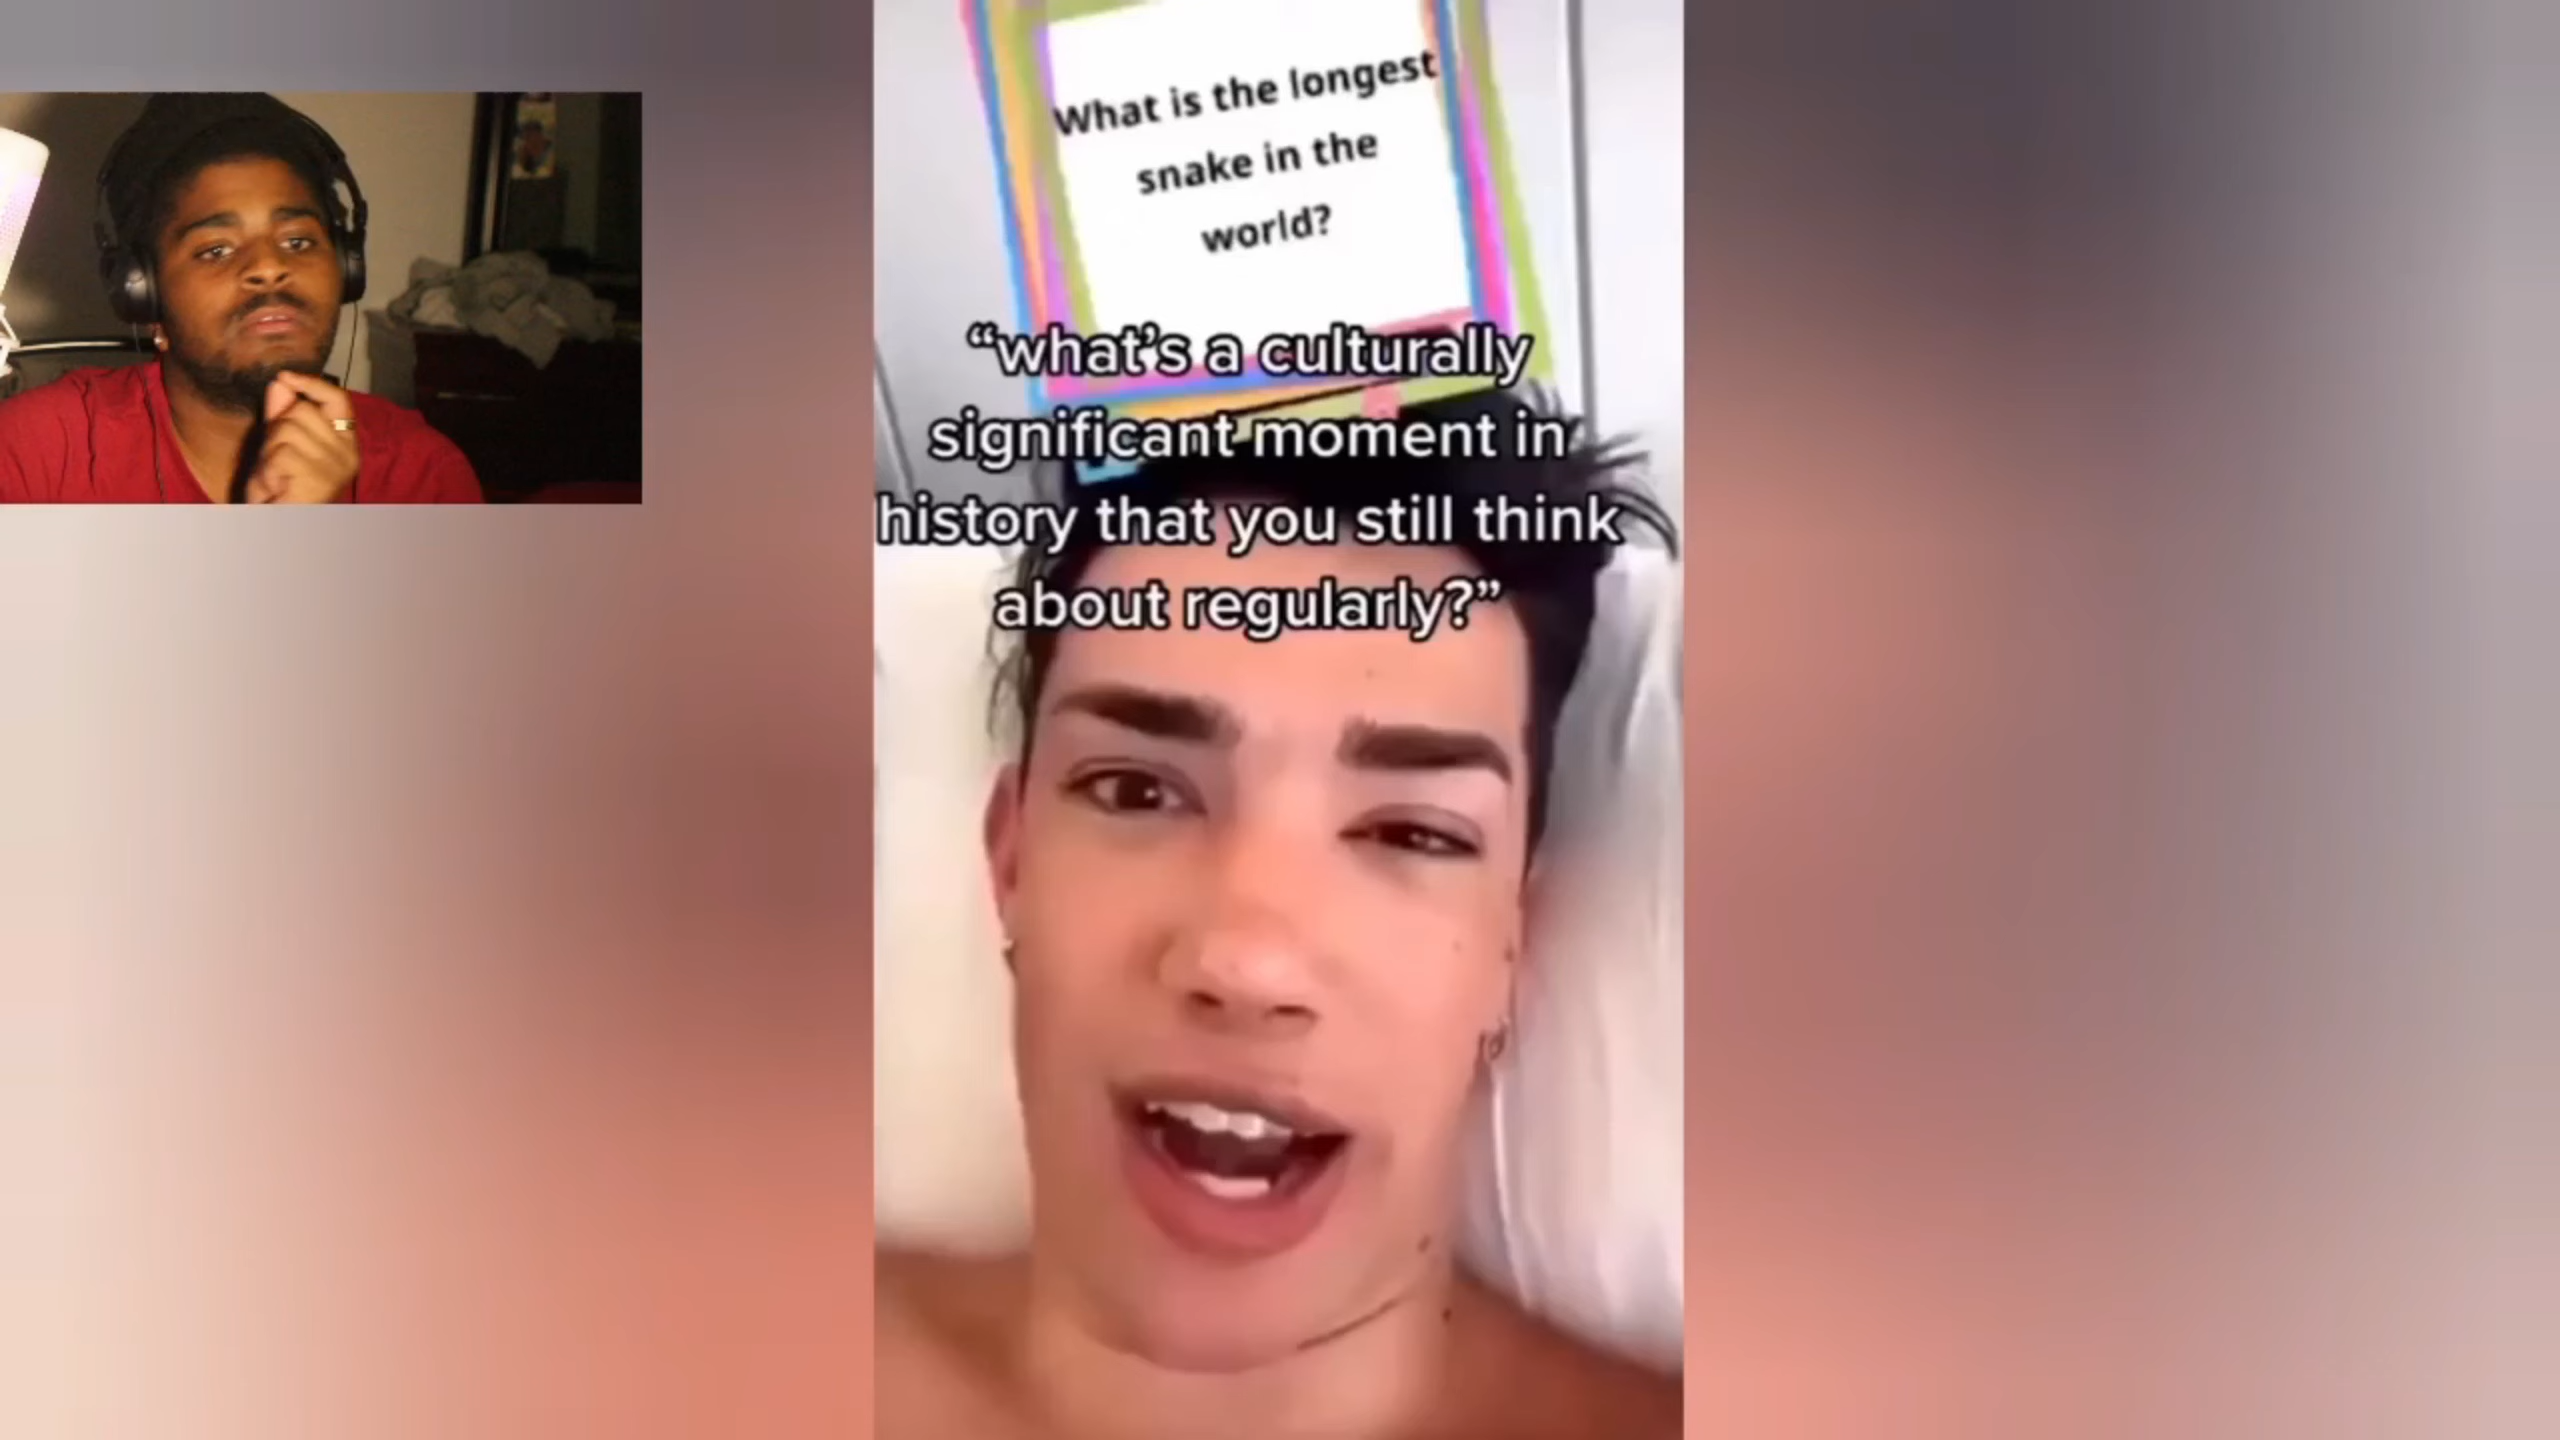 What is the longest
snake in the
world?
“what’s a culturally
significant moment in
history that you still think
about regularly?”